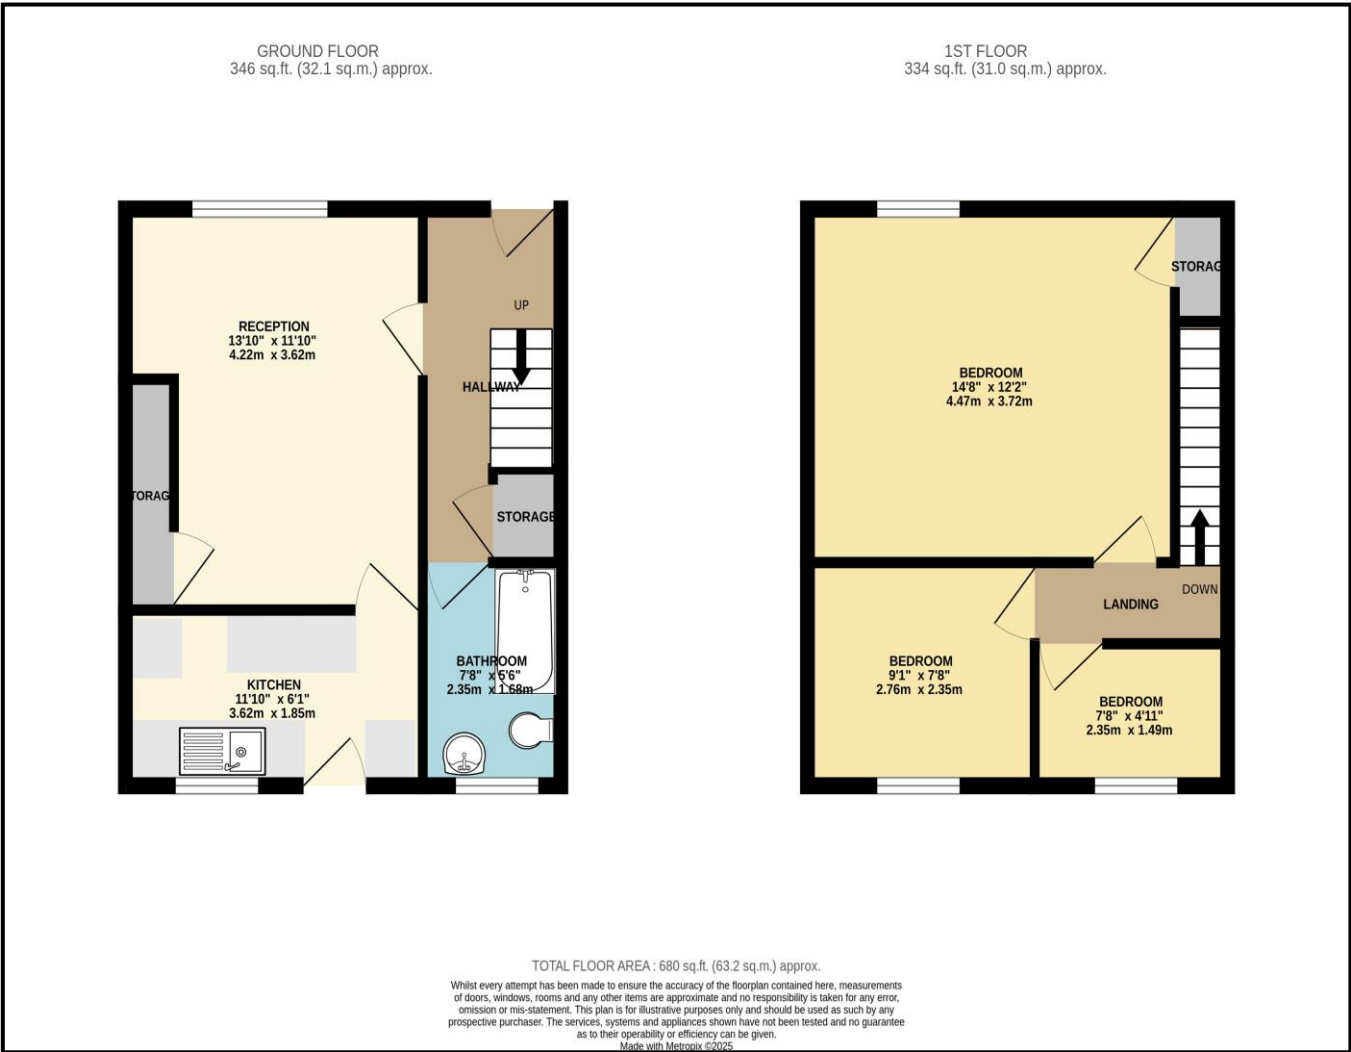 GROUND FLOOR
346 sq.ft. (32.1 sq.m.) approx.
1ST FLOOR
334 sq.ft. (31.0 sq.m.) approx.
RECEPTION
13'10" x 11'10"
4.22m x 3.62m
UP
HALLWAY
TORAG
STORAGE
KITCHEN
11'10" x 6'1"
3.62m x 1.85m
BATHROOM
7'8" x 5'6"
2.35m x 1.68m
STORAG
BEDROOM
14'8" x 12'2"
4.47m x 3.72m
DOWN
LANDING
BEDROOM
9'1" x 7'8"
2.76m x 2.35m
BEDROOM
7'8" x 4'11"
2.35m x 1.49m
TOTAL FLOOR AREA : 680 sq.ft. (63.2 sq.m.) approx.
Whilst every attempt has been made to ensure the accuracy of the floorplan contained here, measurements
of doors, windows, rooms and any other items are approximate and no responsibility is taken for any error,
omission or mis-statement. This plan is for illustrative purposes only and should be used as such by any
prospective purchaser. The services, systems and appliances shown have not been tested and no guarantee
as to their operability or efficiency can be given.
Made with Metropix ©2025